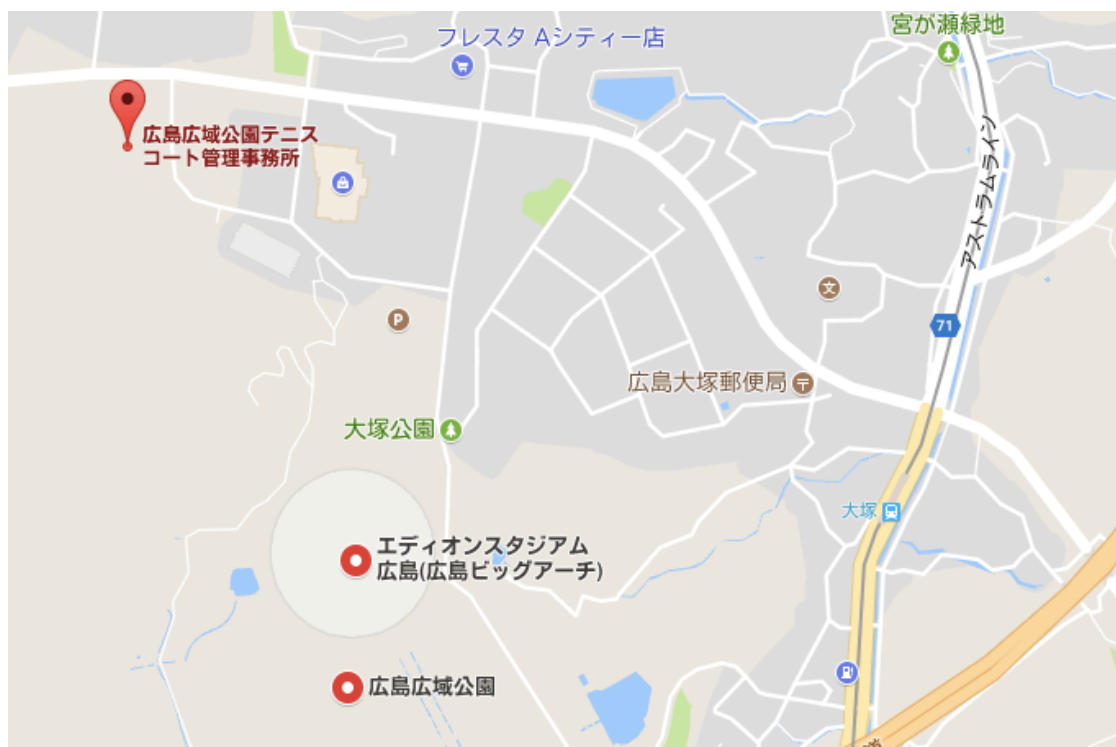 宮が瀬緑地
フレスタ Aシティー店
広島広域公園テニス
コート管理事務所
アストラムライン
文
71
P
広島大塚郵便局
大塚公園
大塚
エディオンスタジアム
広島(広島ビッグアーチ)
広島広域公園
道